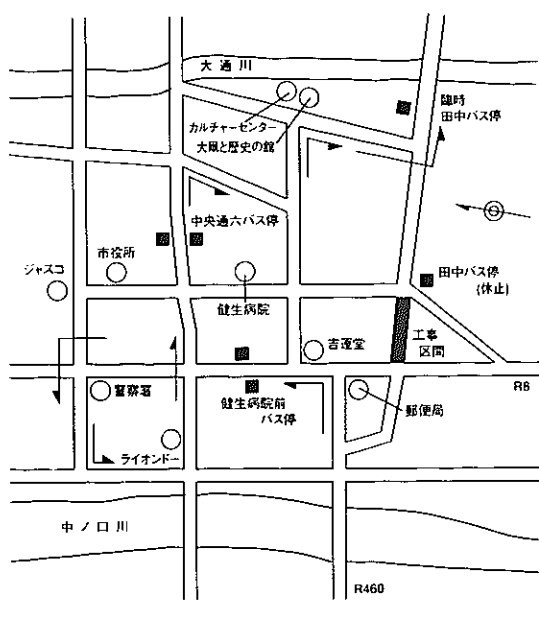 大通川
臨時
田中バス停
カルチャーセンター
大凧と歴史の館
中央通六バス停
市役所
ジャスコ
田中バス停
(休止)
健生病院
吉運堂
工事
区間
R8
警察署
健生病院前
バス停
郵便局
ライオンドー
中ノ口川
R460